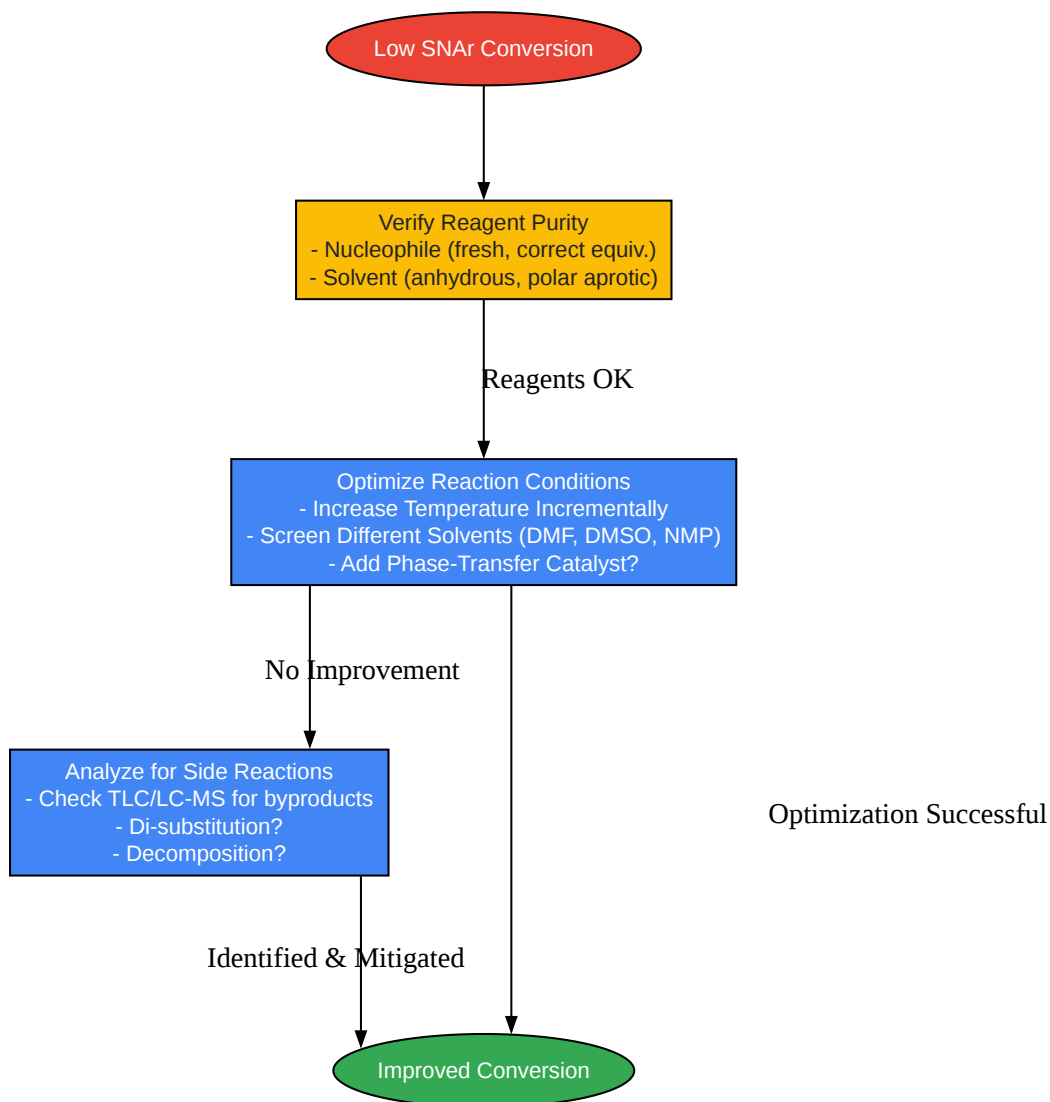 Low SNAr Conversion
Verify Reagent Purity
- Nucleophile (fresh, correct equiv.)
- Solvent (anhydrous, polar aprotic)
Reagents OK
Optimize Reaction Conditions
- Increase Temperature Incrementally
- Screen Different Solvents (DMF, DMSO, NMP)
- Add Phase-Transfer Catalyst?
No Improvement
Analyze for Side Reactions
- Check TLC/LC-MS for byproducts
- Di-substitution?
- Decomposition?
Optimization Successful
Identified & Mitigated
Improved Conversion